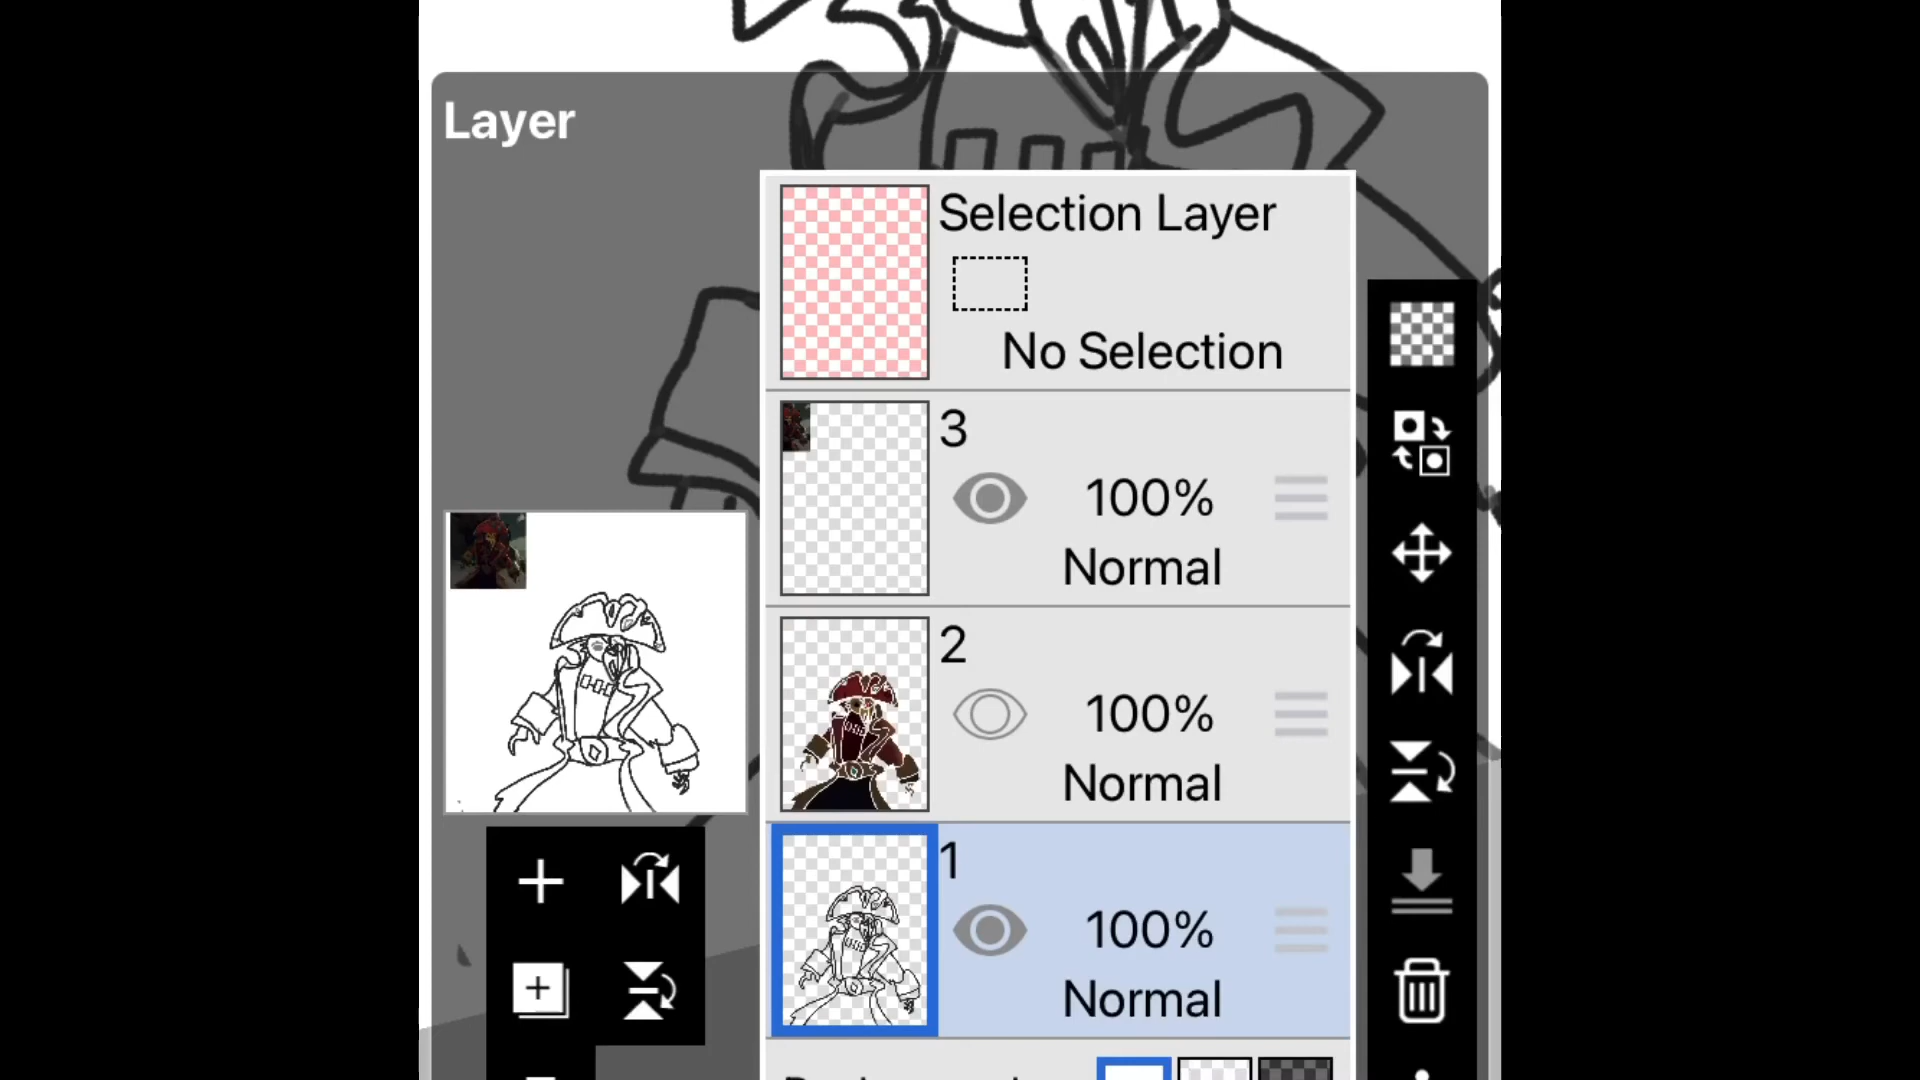 Layer
Selection Layer
No Selection
3
100%
Normal
2
100%
Normal
1
100%
Normal